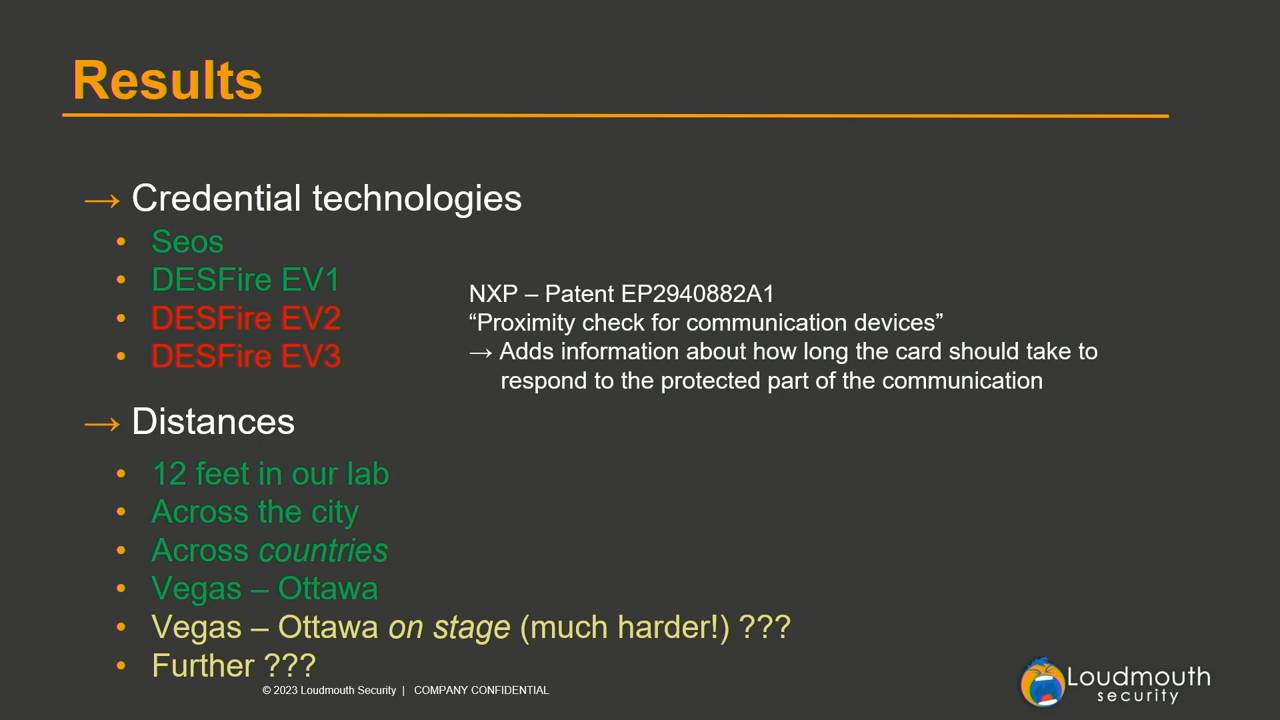 Results
→ Credential technologies
• Seos
• DESFire EV1
• DESFire EV2
• DESFire EV3
NXP – Patent EP2940882A1
“Proximity check for communication devices”
→ Adds information about how long the card should take to
respond to the protected part of the communication
→ Distances
• 12 feet in our lab
• Across the city
• Across countries
• Vegas – Ottawa
• Vegas – Ottawa on stage (much harder!) ???
• Further ???
© 2023 Loudmouth Security | COMPANY CONFIDENTIAL
Loudmouth
security